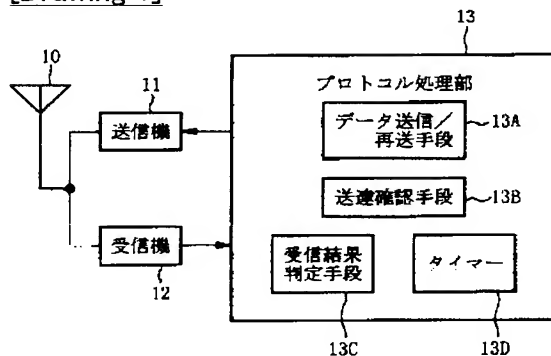 13
10
11
プロトコル処理部
送信機
データ送信／
再送手段
13A
送達確認手段
13B
受信機
12
受信結果
判定手段
タイマー
13C
13D